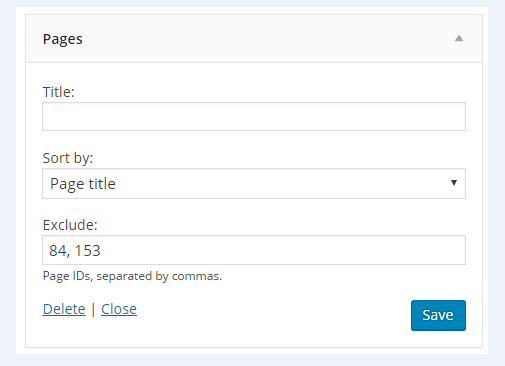 Pages
Title:
Sort by:
Page title
Exclude:
84, 153
Page IDs, separated by commas.
Delete | Close
Save